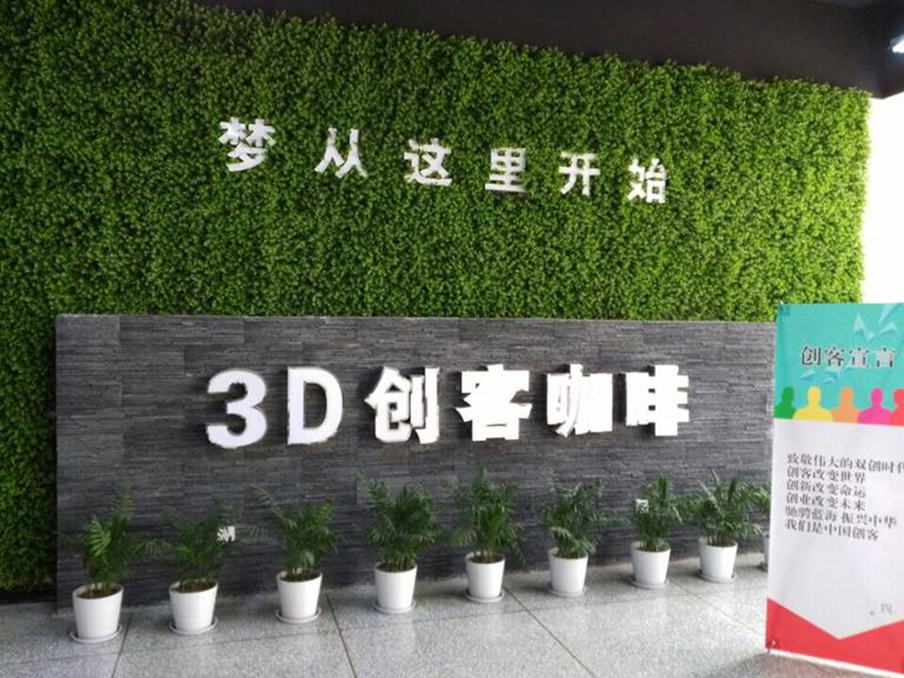 梦从这里开始
3D创客咖啡
创客宣言
致敬伟大的双创时代
创客改变世界
创新改变命运
创业改变未来
驰骋蓝海 振兴中华
我们是中国创客